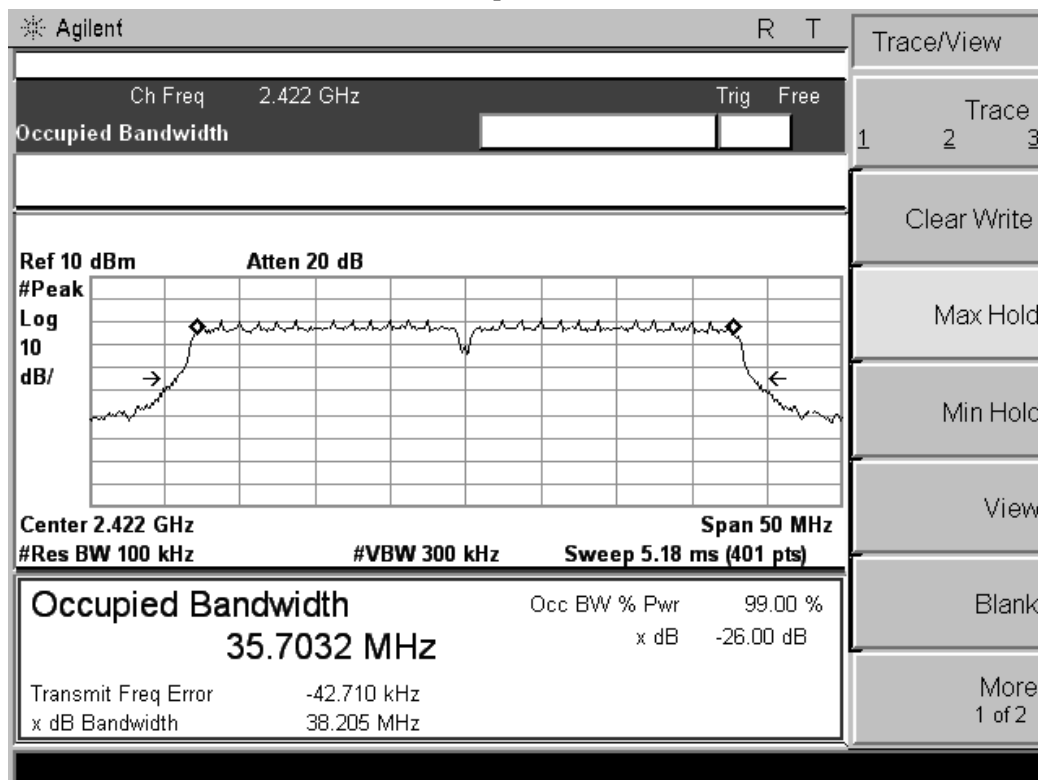 Agilent R T
Trace/View
Ch Freq 2.422 GHz Trig Free
Occupied Bandwidth
Trace
1 2 3
Clear Write
Ref 10 dBm Atten 20 dB
#Peak
Log
10
dB/
Max Hold
Min Hold
View
Center 2.422 GHz Span 50 MHz
#Res BW 100 kHz #VBW 300 kHz Sweep 5.18 ms (401 pts)
Occupied Bandwidth Occ BW % Pwr 99.00 %
35.7032 MHz x dB -26.00 dB
Transmit Freq Error -42.710 kHz
x dB Bandwidth 38.205 MHz
Blank
More
1 of 2